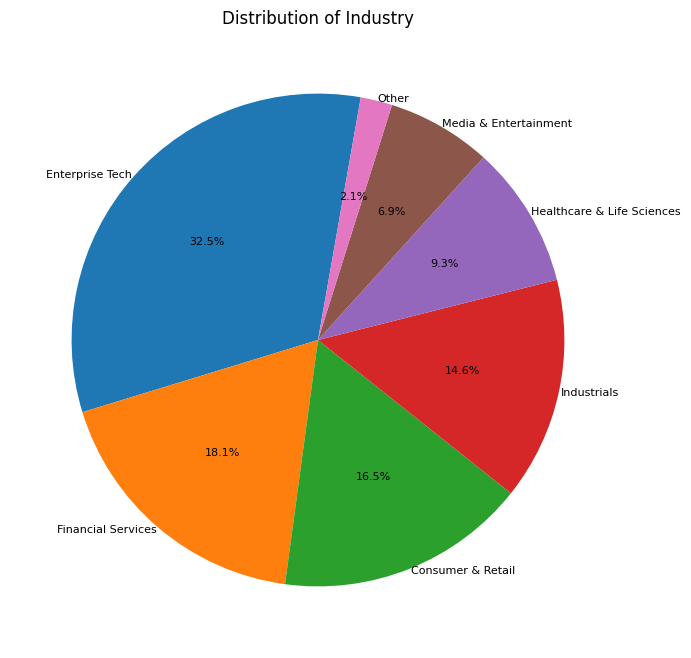 Distribution of Industry
Other
Media & Entertainment
Enterprise Tech
2.1%
6.9%
Healthcare & Life Sciences
32.5%
9.3%
14.6%
Industrials
18.1%
16.5%
Financial Services
Consumer & Retail